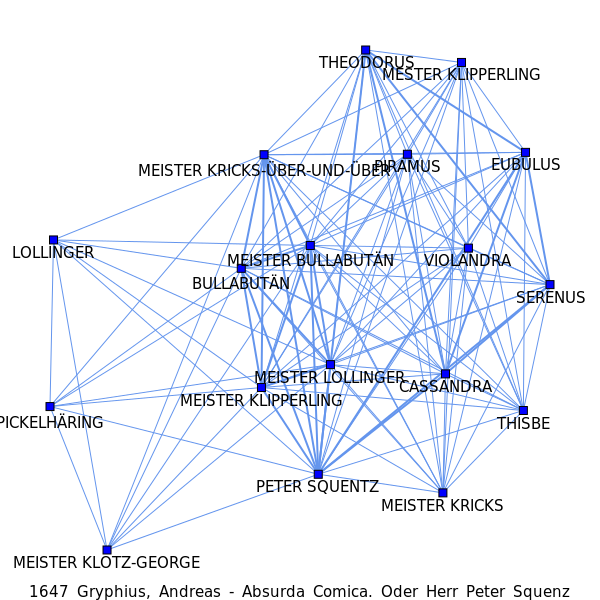 THEODORUS
MESTER KLIPPERLING
MEISTER KRICKS-ÜBER-UND-ÜBER
PIRAMUS
EUBULUS
LOLLINGER
MEISTER BULLABUTÄN
VIOLANDRA
BULLABUTÄN
SERENUS
MEISTER LOLLINGER
CASSANDRA
MEISTER KLIPPERLING
PICKELHÄRING
THISBE
PETER SQUENTZ
MEISTER KRICKS
MEISTER KLOTZ-GEORGE
1647 Gryphius, Andreas - Absurda Comica. Oder Herr Peter Squenz